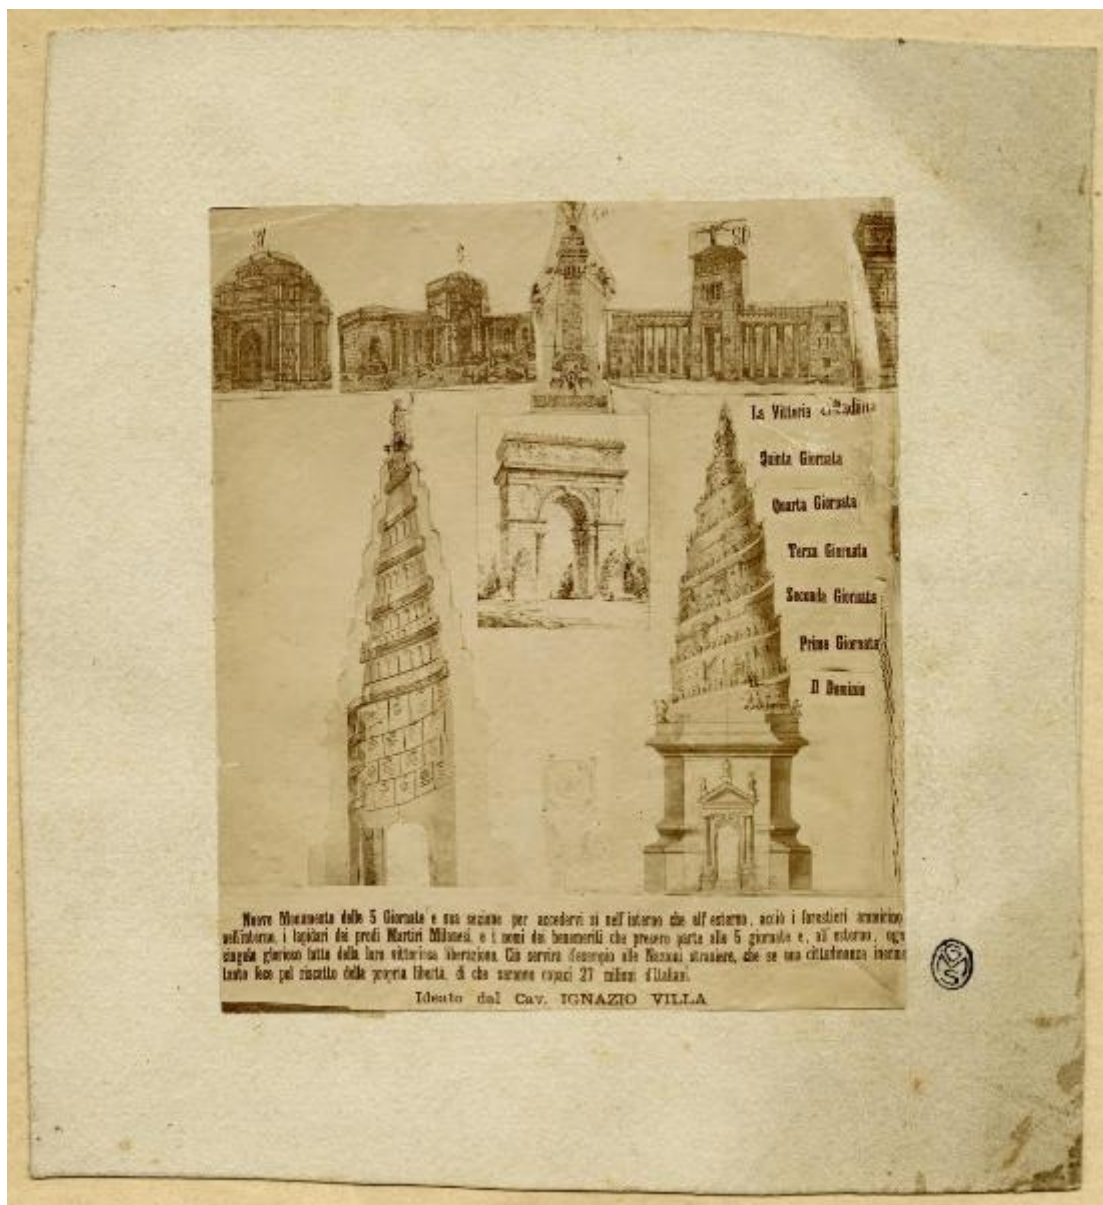 La Vittoria Cittadina
Quinta Giornata
Quarta Giornata
Terza Giornata
Seconda Giornata
Prima Giornata
Il Dominio
Nuovo Monumento delle 5 Giornate e sua sezione per accedervi sì nell'interno che all'esterno, acciò i forestieri ammirino
nell'interno, i lapidari dei prodi Martiri Milanesi, e i nomi dei benemeriti che presero parte alle 5 giornate e, all'esterno, ogni
singolo glorioso fatto della loro vittoriosa liberazione. Ciò servirà d'esempio alle Nazioni straniere, che se una cittadinanza inerme
tanto fece pel riscatto della propria libertà, di che saranno capaci 27 milioni d'Italiani.
Ideato dal Cav. IGNAZIO VILLA